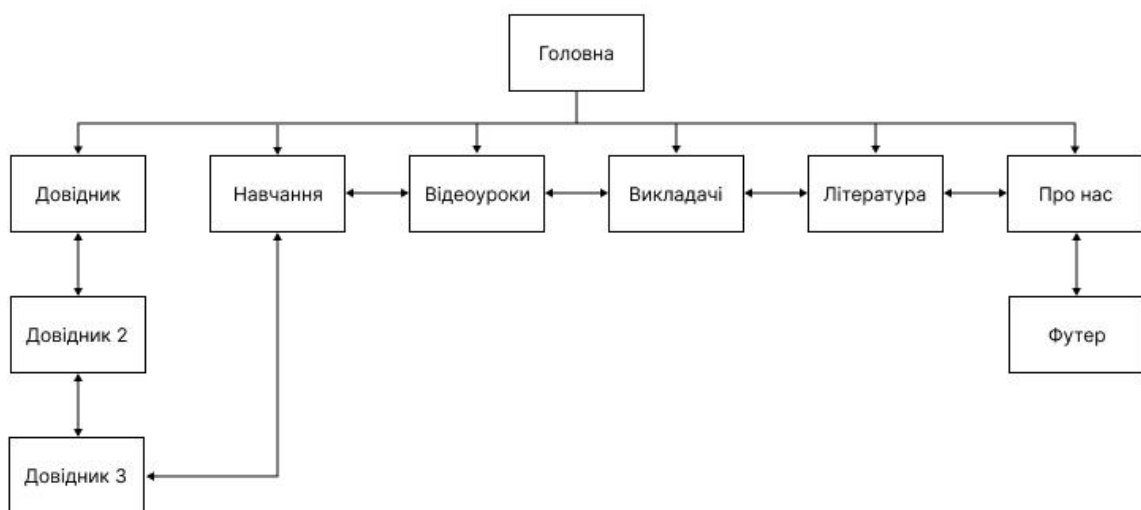 Головна
Довідник
Навчання
Відеоуроки
Викладачі
Література
Про нас
Довідник 2
Футер
Довідник 3